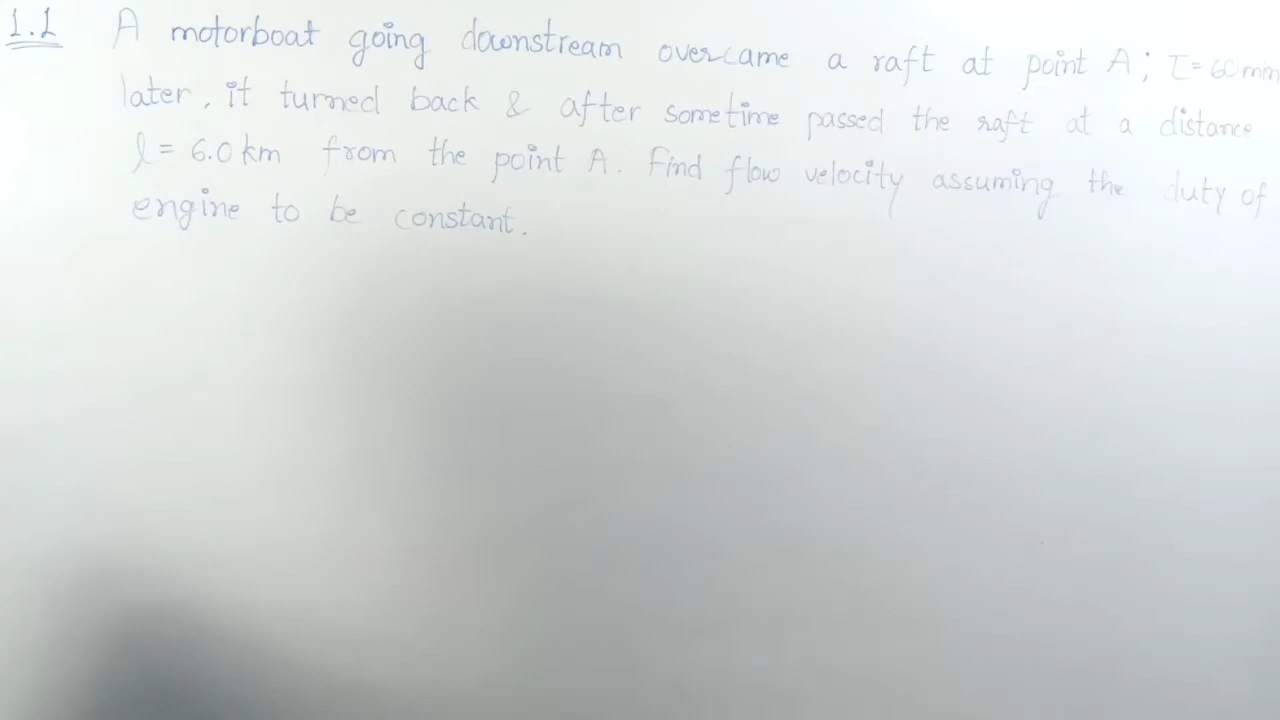 1.1 A motorboat going downstream overcame a raft at point A; τ= 60 min
later, it turned back & after sometime passed the raft at a distance
l = 6.0 km from the point A. Find flow velocity assuming the duty of
engine to be constant.